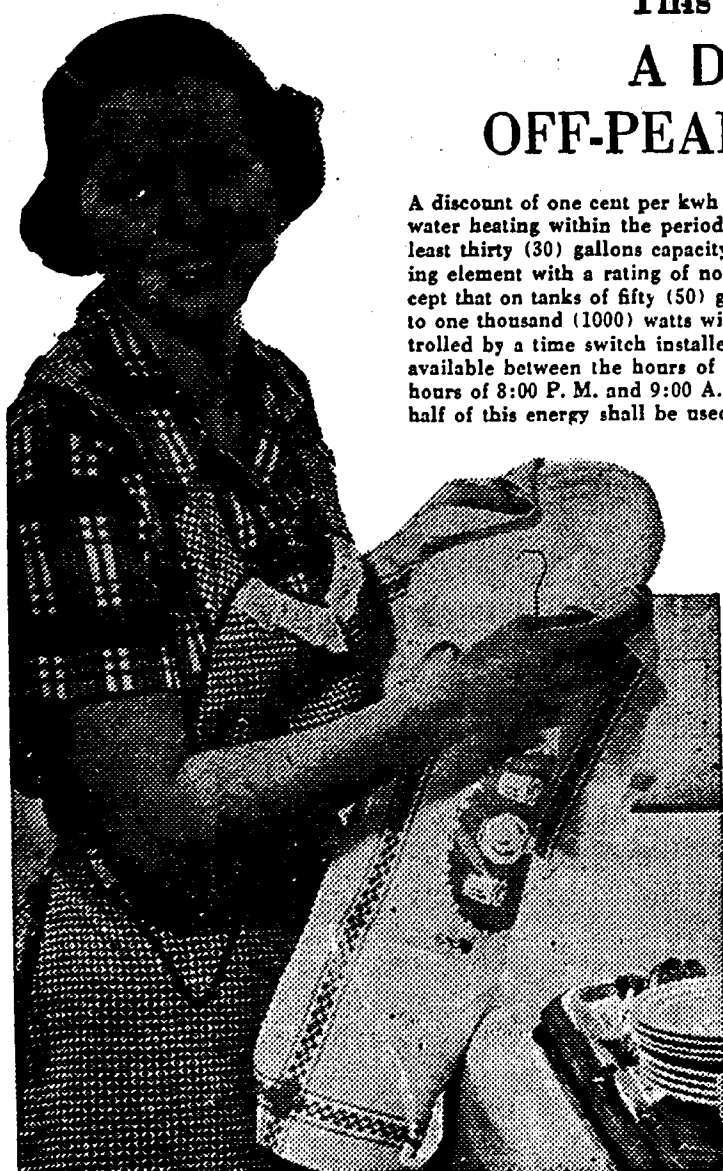 This
A D
OFF-PEA
A discount of one cent per kwh
water heating within the period
least thirty (30) gallons capacity
ing element with a rating of no
cept that on tanks of fifty (50) g
to one thousand (1000) watts wi
trolled by a time switch installe
available between the hours of
hours of 8:00 P. M. and 9:00 A.
half of this energy shall be used